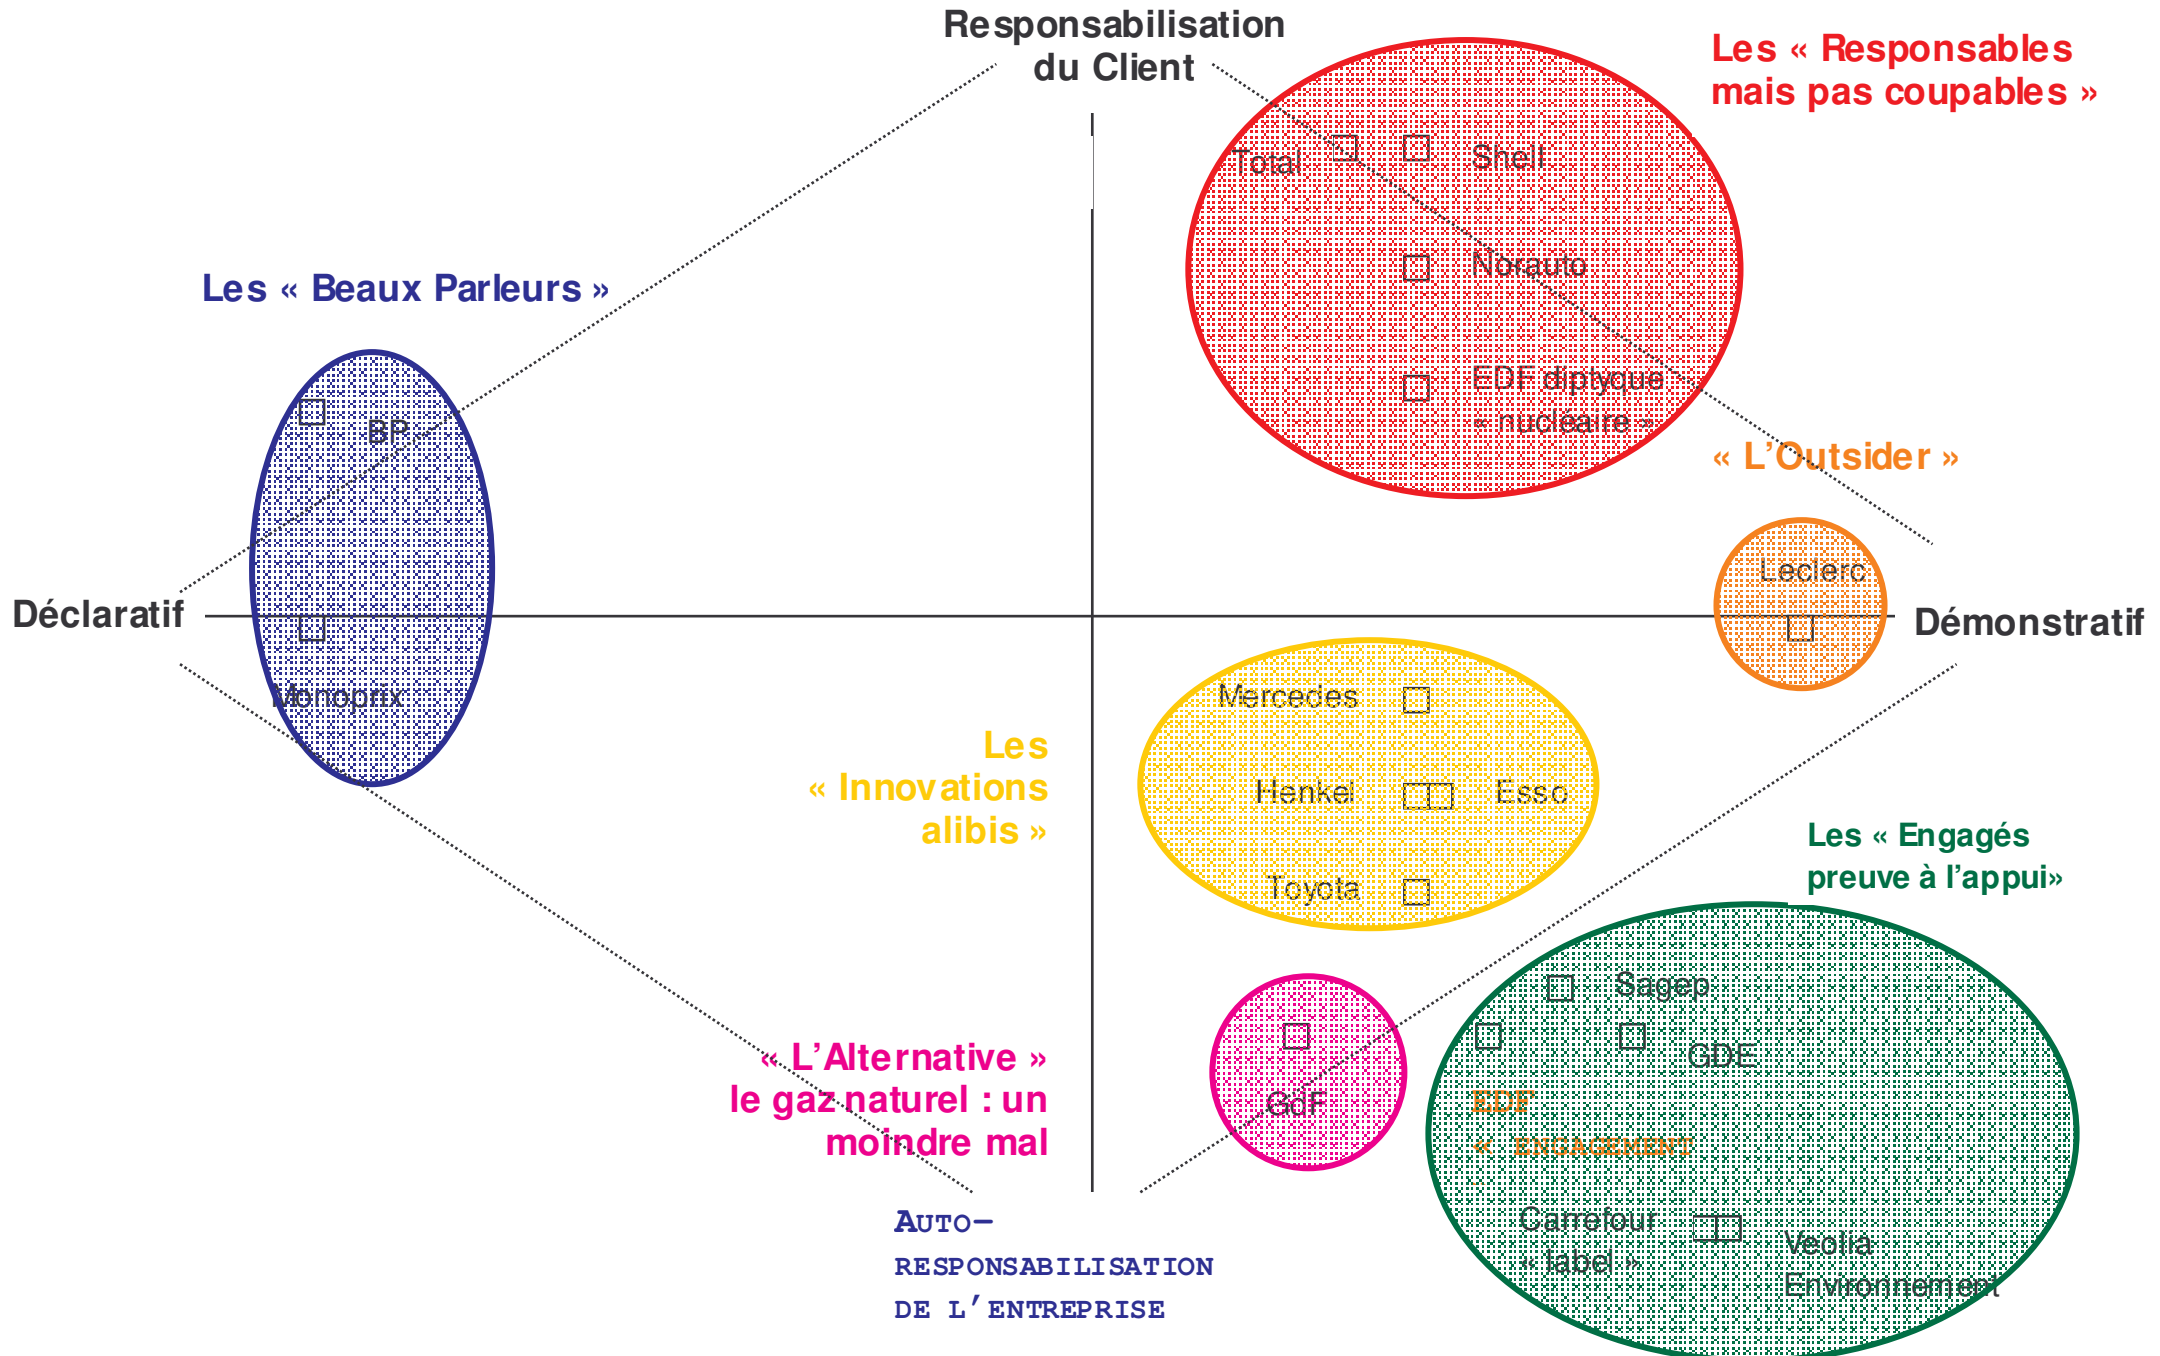 Responsabilisation
du Client
Les « Responsables
mais pas coupables »
Total
Shell
Norauto
EDF diptyque
« nucléaire »
Les « Beaux Parleurs »
BP
Monoprix
Déclaratif
« L’Outsider »
Leclerc
Démonstratif
Les
« Innovations
alibis »
Mercedes
Henkel
Esso
Toyota
Les « Engagés
preuve à l’appui»
Sagep
GDE
EDF
« ENGAGEMENT
Carrefour
« label »
Veolia
Environnement
« L’Alternative »
le gaz naturel : un
moindre mal
GdF
AUTO-
RESPONSABILISATION
DE L’ENTREPRISE